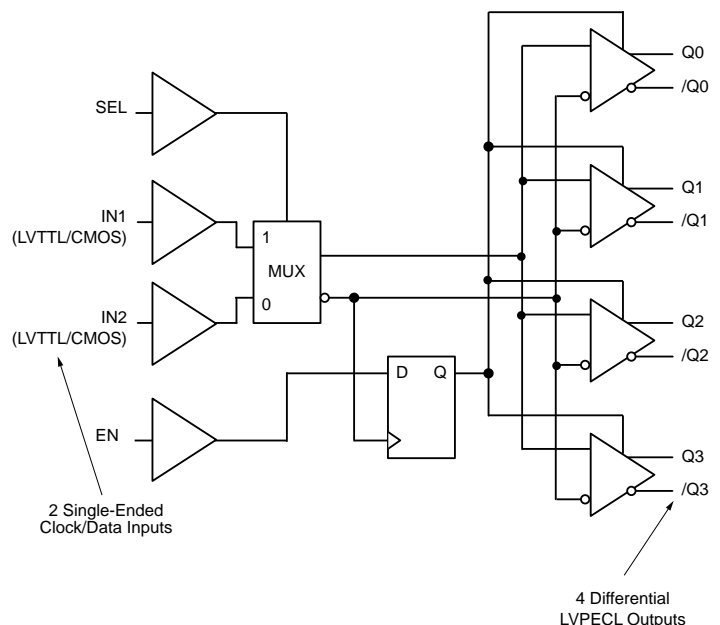 Q0
/Q0
SEL
IN1
(LVTTL/CMOS)
Q1
/Q1
1
MUX
0
IN2
(LVTTL/CMOS)
Q2
/Q2
D Q
EN
Q3
/Q3
2 Single-Ended
Clock/Data Inputs
4 Differential
LVPECL Outputs